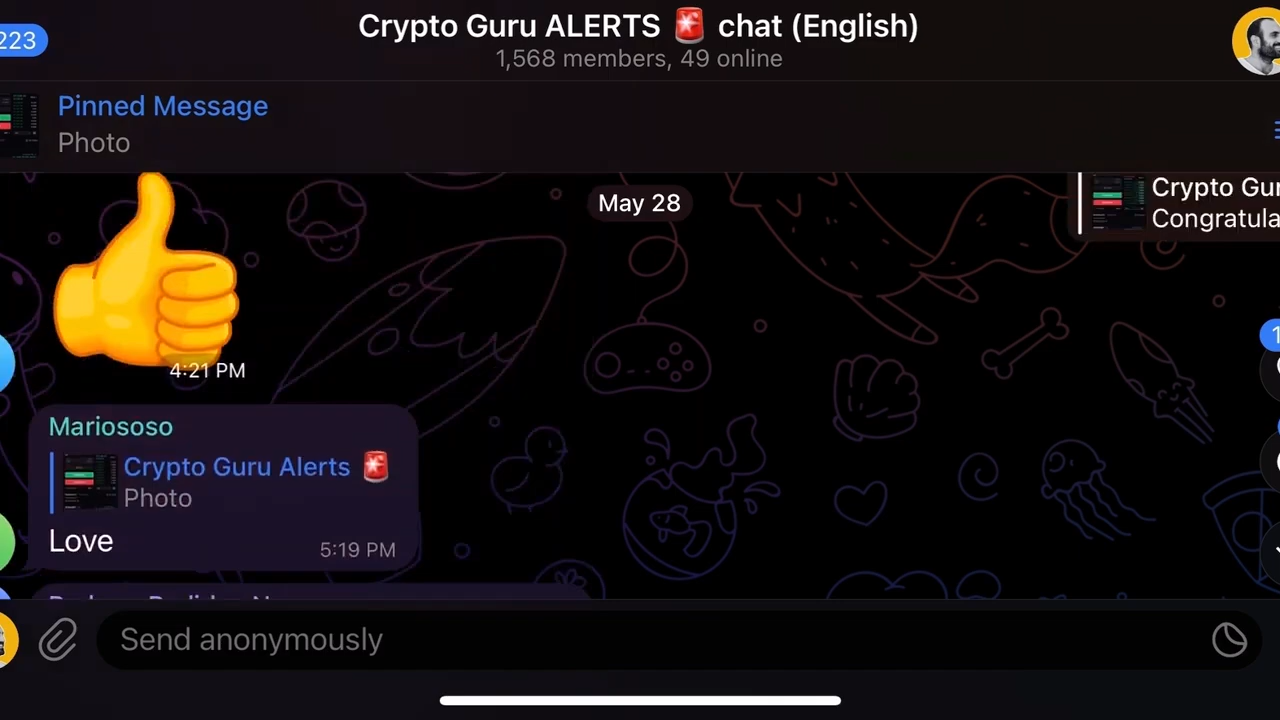 Crypto Guru ALERTS 🚨 chat (English)
223
1,568 members, 49 online
Pinned Message
Photo
May 28
Crypto Gur
Congratula
4:21 PM
Mariososo
Crypto Guru Alerts 🚨
Photo
Love
5:19 PM
Send anonymously